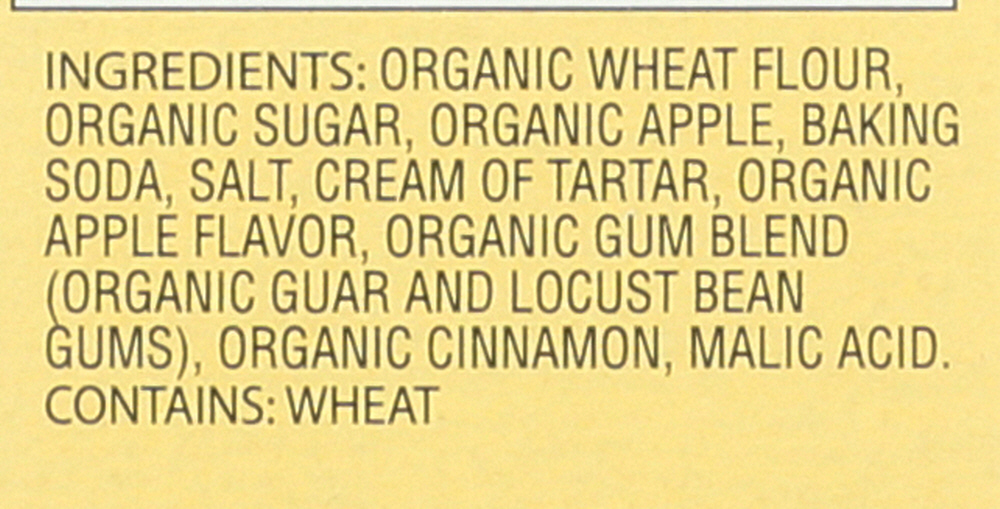 INGREDIENTS: ORGANIC WHEAT FLOUR,
ORGANIC SUGAR, ORGANIC APPLE, BAKING
SODA, SALT, CREAM OF TARTAR, ORGANIC
APPLE FLAVOR, ORGANIC GUM BLEND
(ORGANIC GUAR AND LOCUST BEAN
GUMS), ORGANIC CINNAMON, MALIC ACID.
CONTAINS: WHEAT